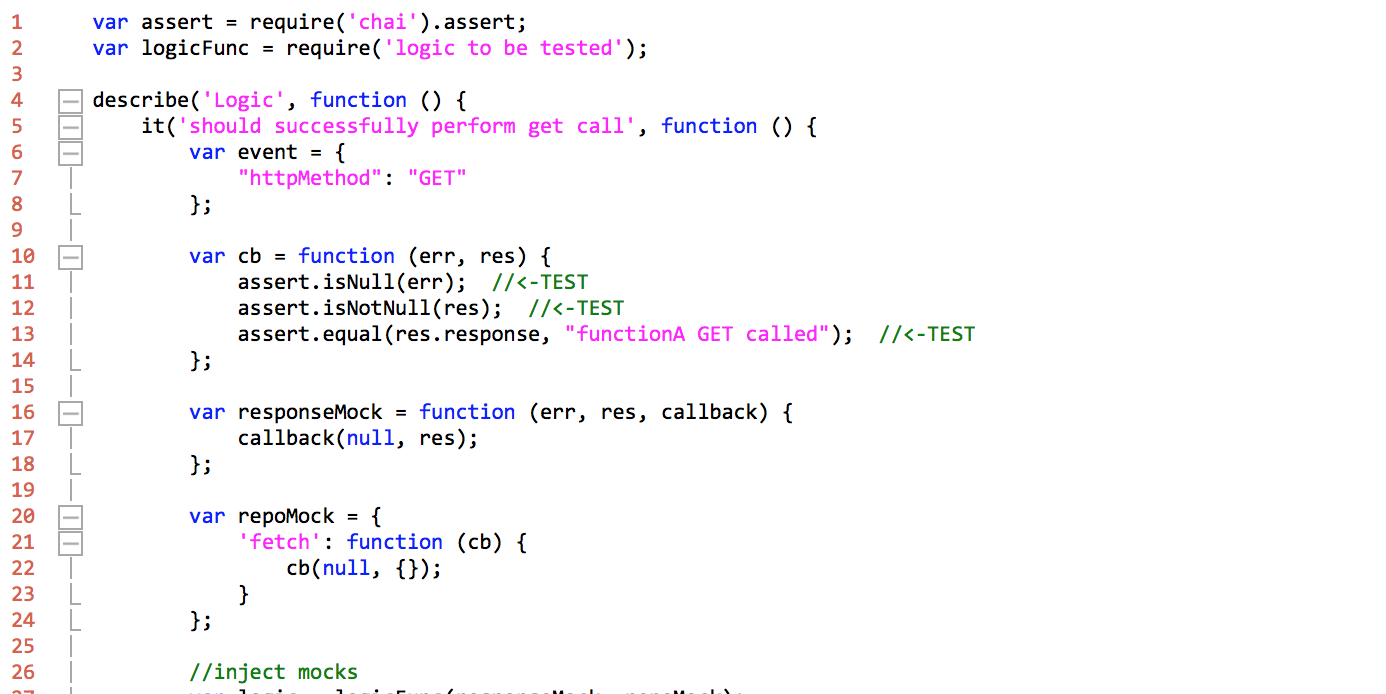 1 var assert = require('chai').assert;
2 var logicFunc = require('logic to be tested');
3
4 describe('Logic', function () {
5 it('should successfully perform get call', function () {
6 var event = {
7 "httpMethod": "GET"
8 };
9
10 var cb = function (err, res) {
11 assert.isNull(err); //<-TEST
12 assert.isNotNull(res); //<-TEST
13 assert.equal(res.response, "functionA GET called"); //<-TEST
14 };
15
16 var responseMock = function (err, res, callback) {
17 callback(null, res);
18 };
19
20 var repoMock = {
21 'fetch': function (cb) {
22 cb(null, {});
23 }
24 };
25
26 //inject mocks